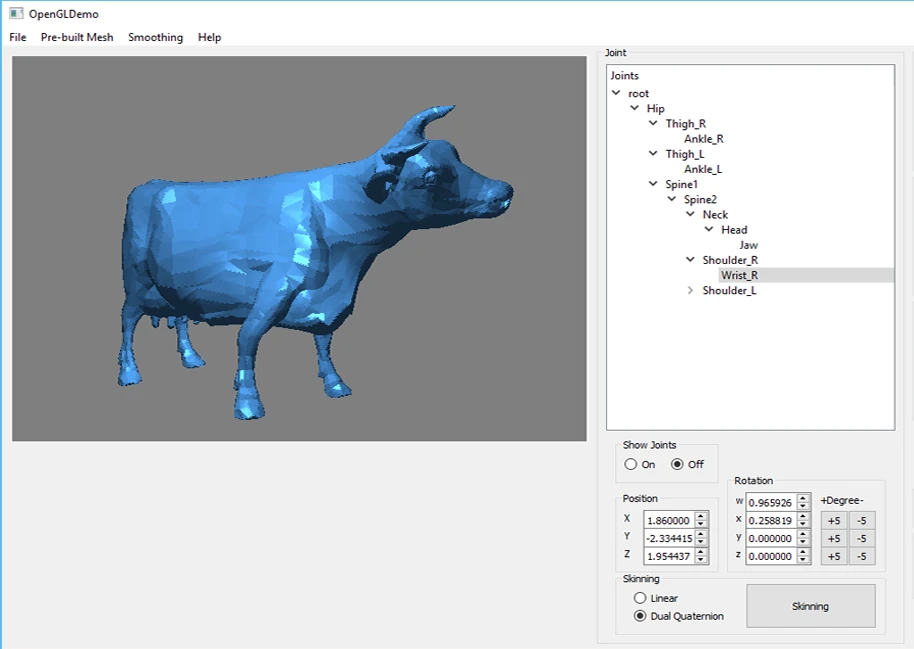 OpenGLDemo
File Pre-built Mesh Smoothing Help
Joint
Joints
root
Hip
Thigh_R
Ankle_R
Thigh_L
Ankle_L
Spine1
Spine2
Neck
Head
Jaw
Shoulder_R
Wrist_R
Shoulder_L
Show Joints
On Off
Position
X 1.860000
Y -2.334415
Z 1.954437
Rotation
w 0.965926 +Degree-
x 0.258819 +5 -5
y 0.000000 +5 -5
z 0.000000 +5 -5
Skinning
Linear
Dual Quaternion
Skinning